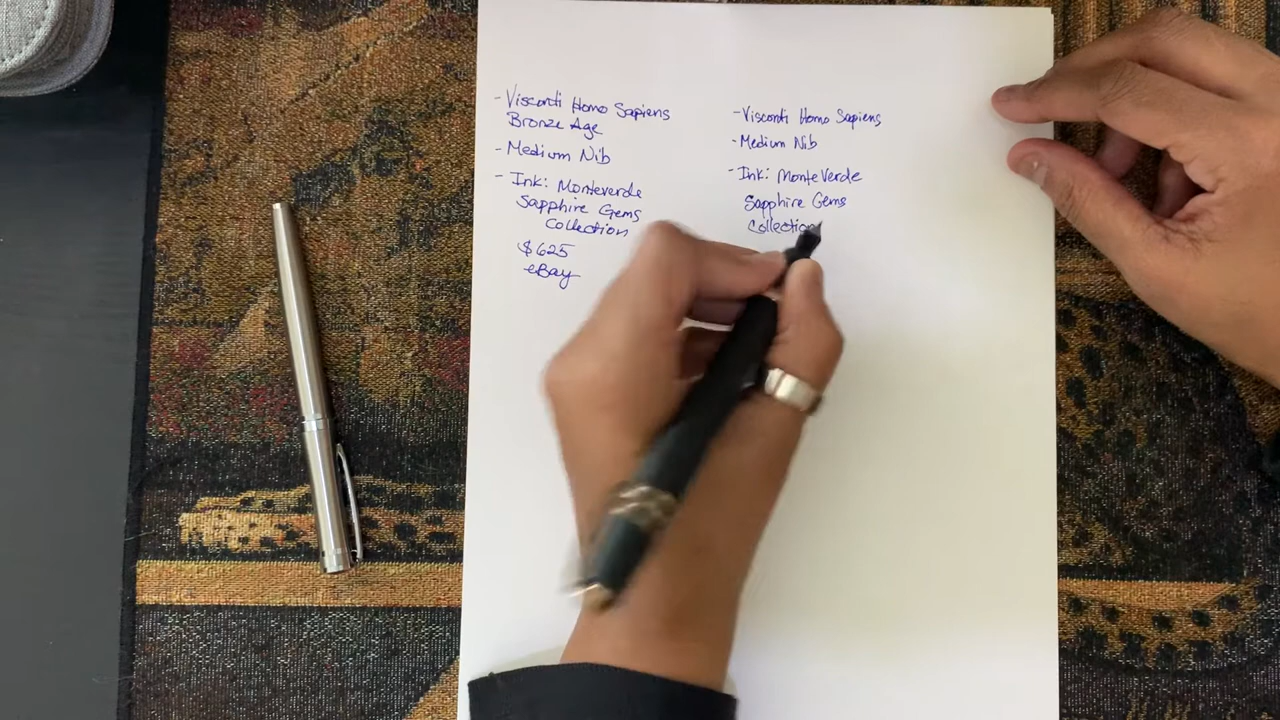 - Visconti Homo Sapiens
Bronze Age
- Medium Nib
- Ink: Monteverde
Sapphire Gems
Collection
$625
eBay
- Visconti Homo Sapiens
- Medium Nib
- Ink: MonteVerde
Sapphire Gems
Collection